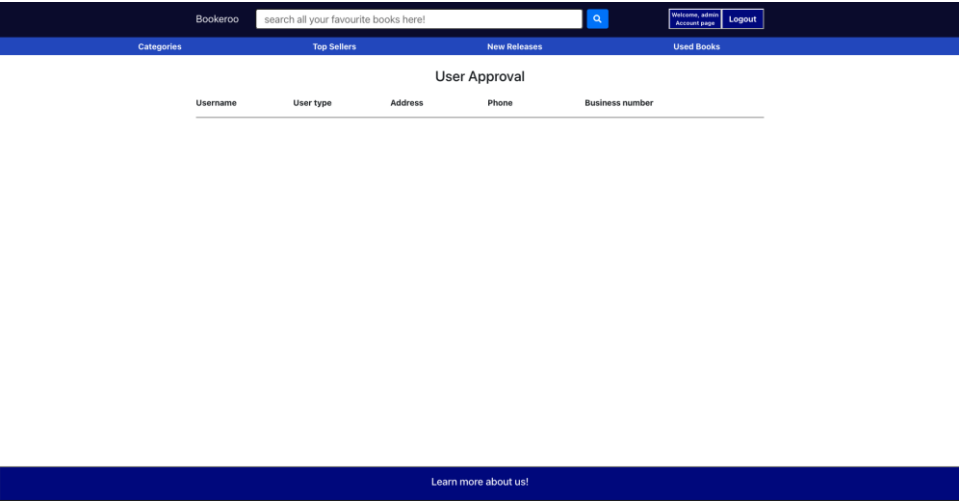 Bookeroo search all your favourite books here! Welcome, admin Logout
Account page
Categories Top Sellers New Releases Used Books
User Approval
Username User type Address Phone Business number
Learn more about us!